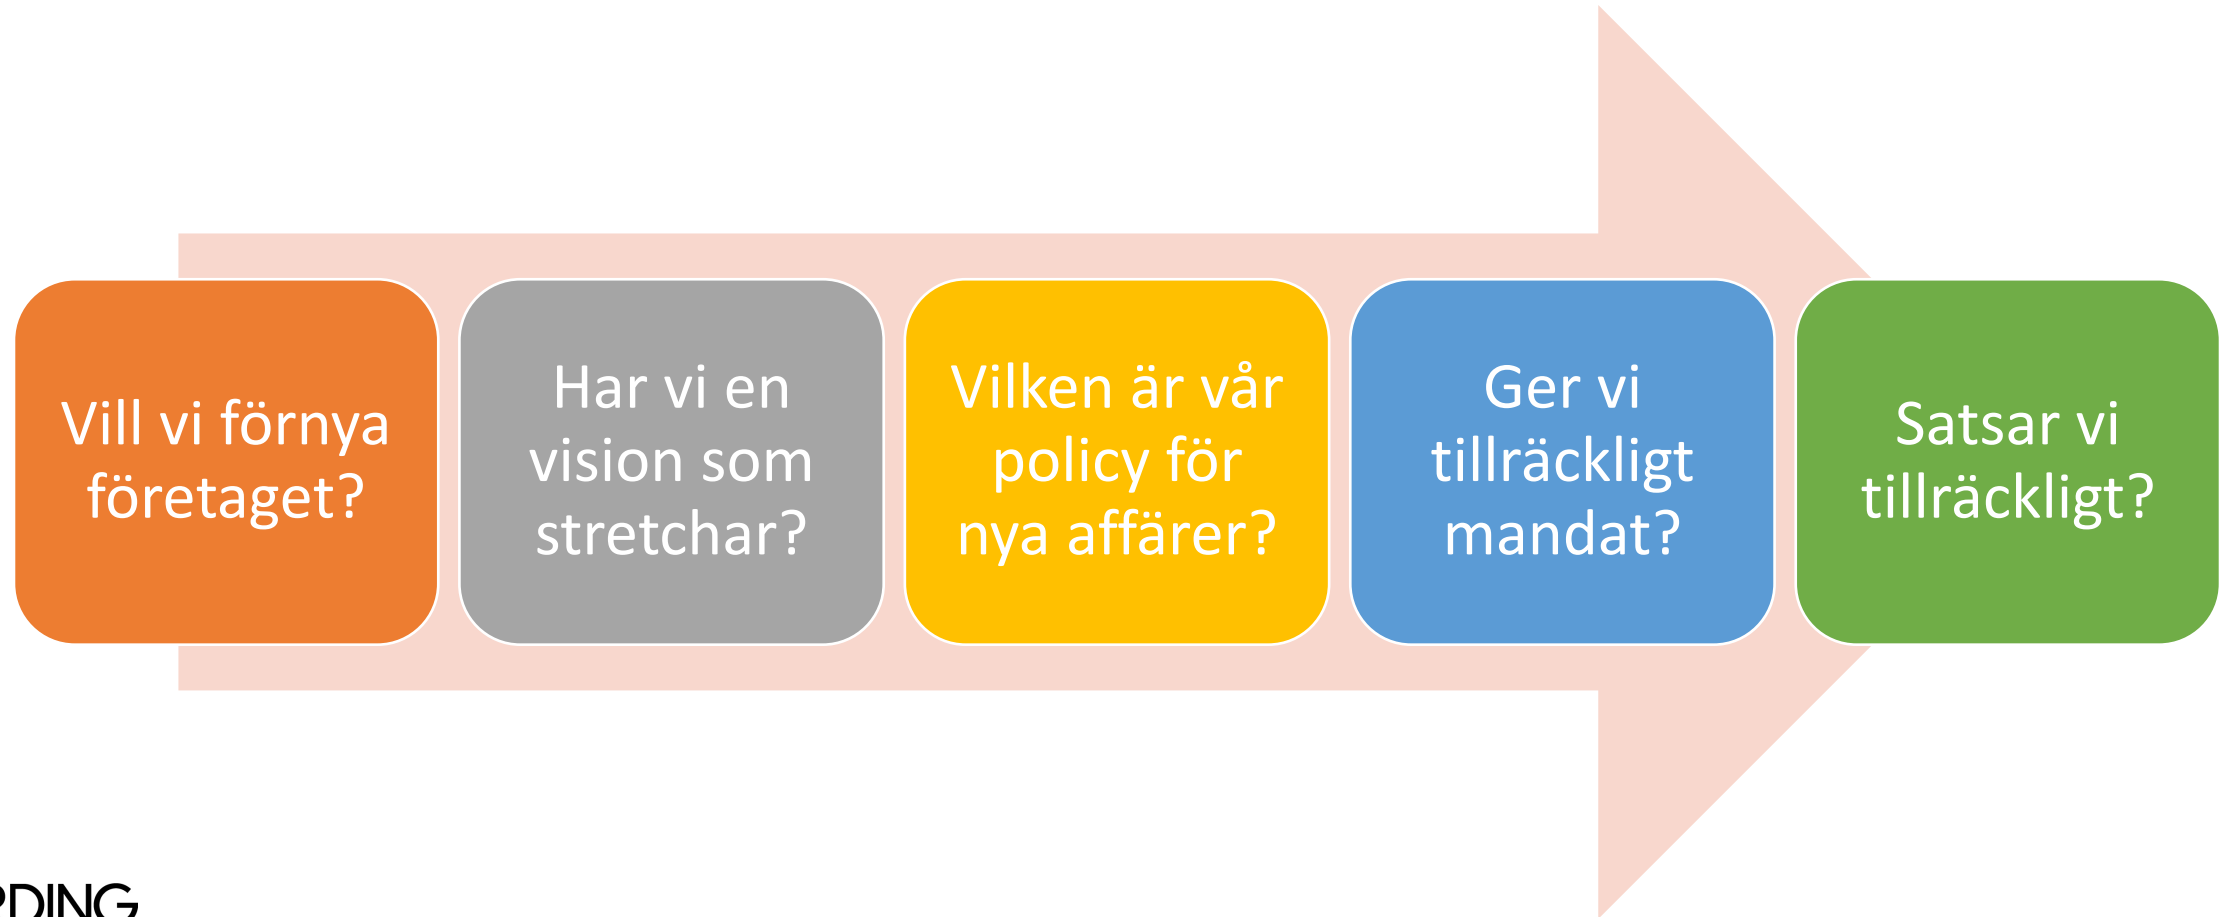 Vill vi förnya
företaget?
Har vi en
vision som
stretchar?
Vilken är vår
policy för
nya affärer?
Ger vi
tillräckligt
mandat?
Satsar vi
tillräckligt?